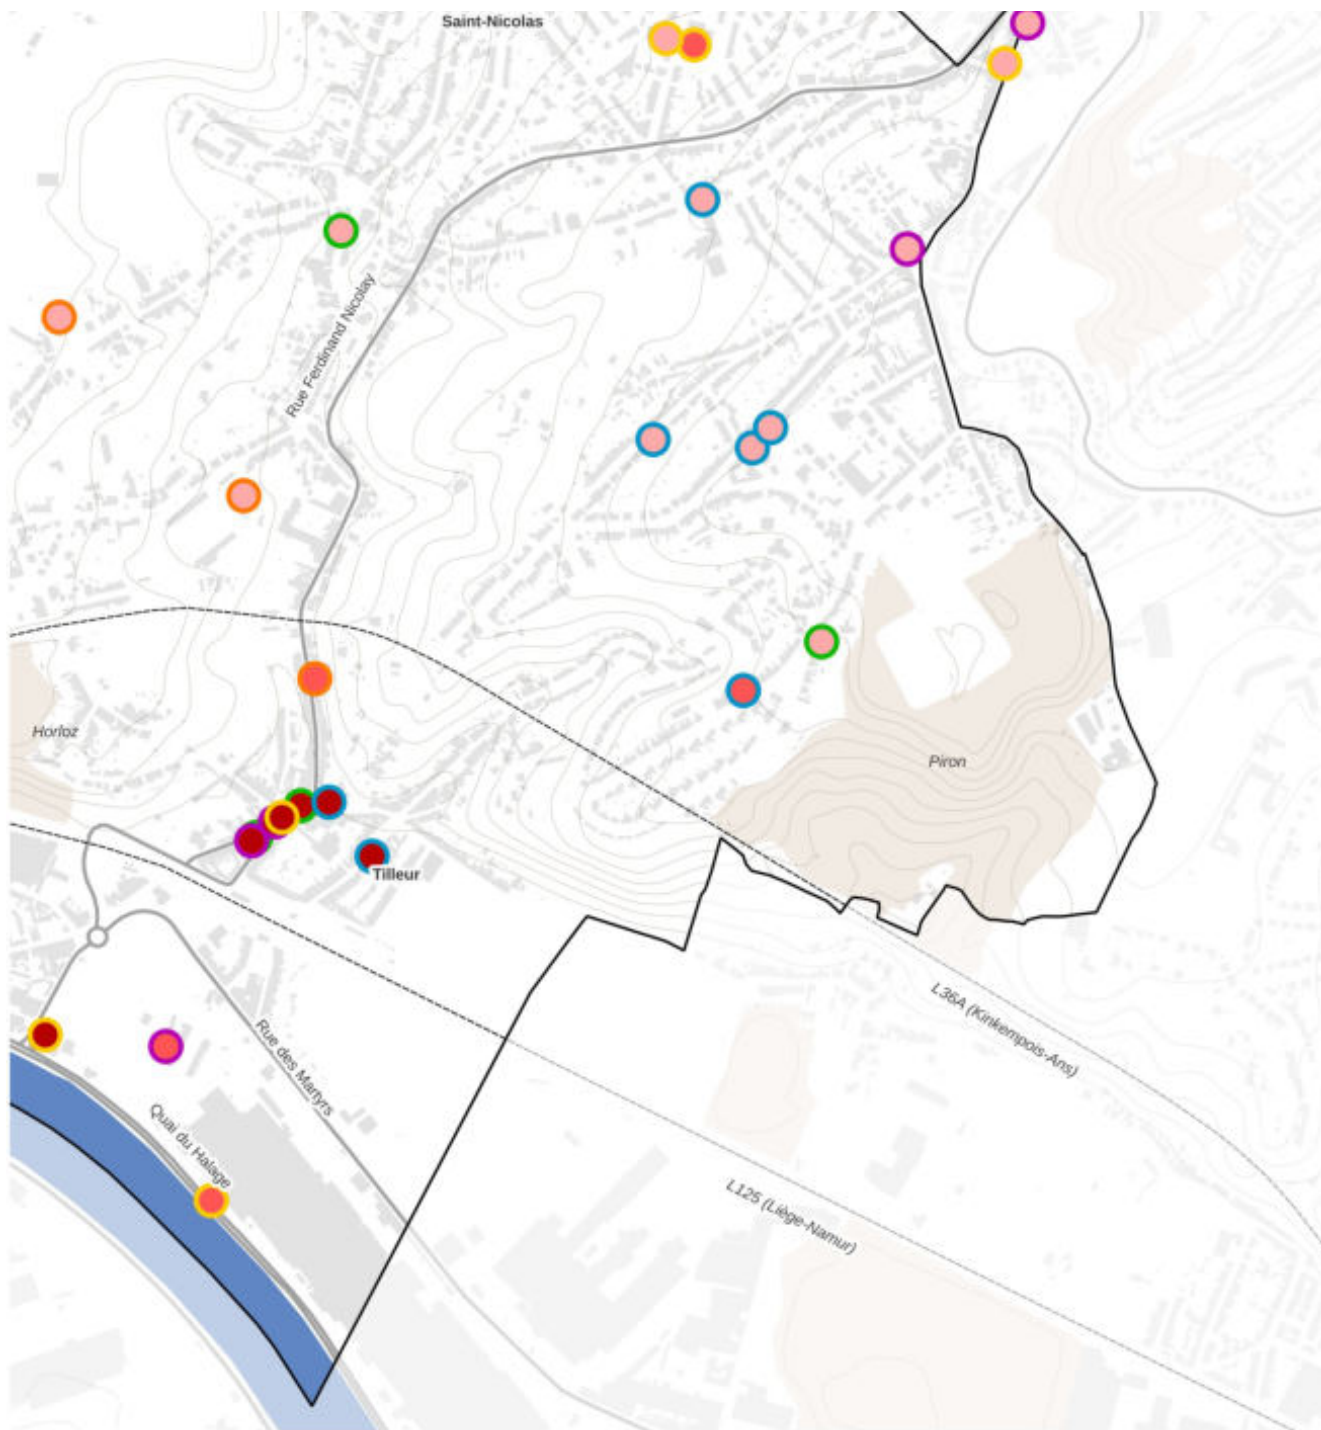 Saint-Nicolas
Rue Ferdinand Nicolay
Horloz
Piron
Tilleur
L36A (Kinkempois-Ans)
Rue des Martyrs
Quai du Halage
L125 (Liège-Namur)